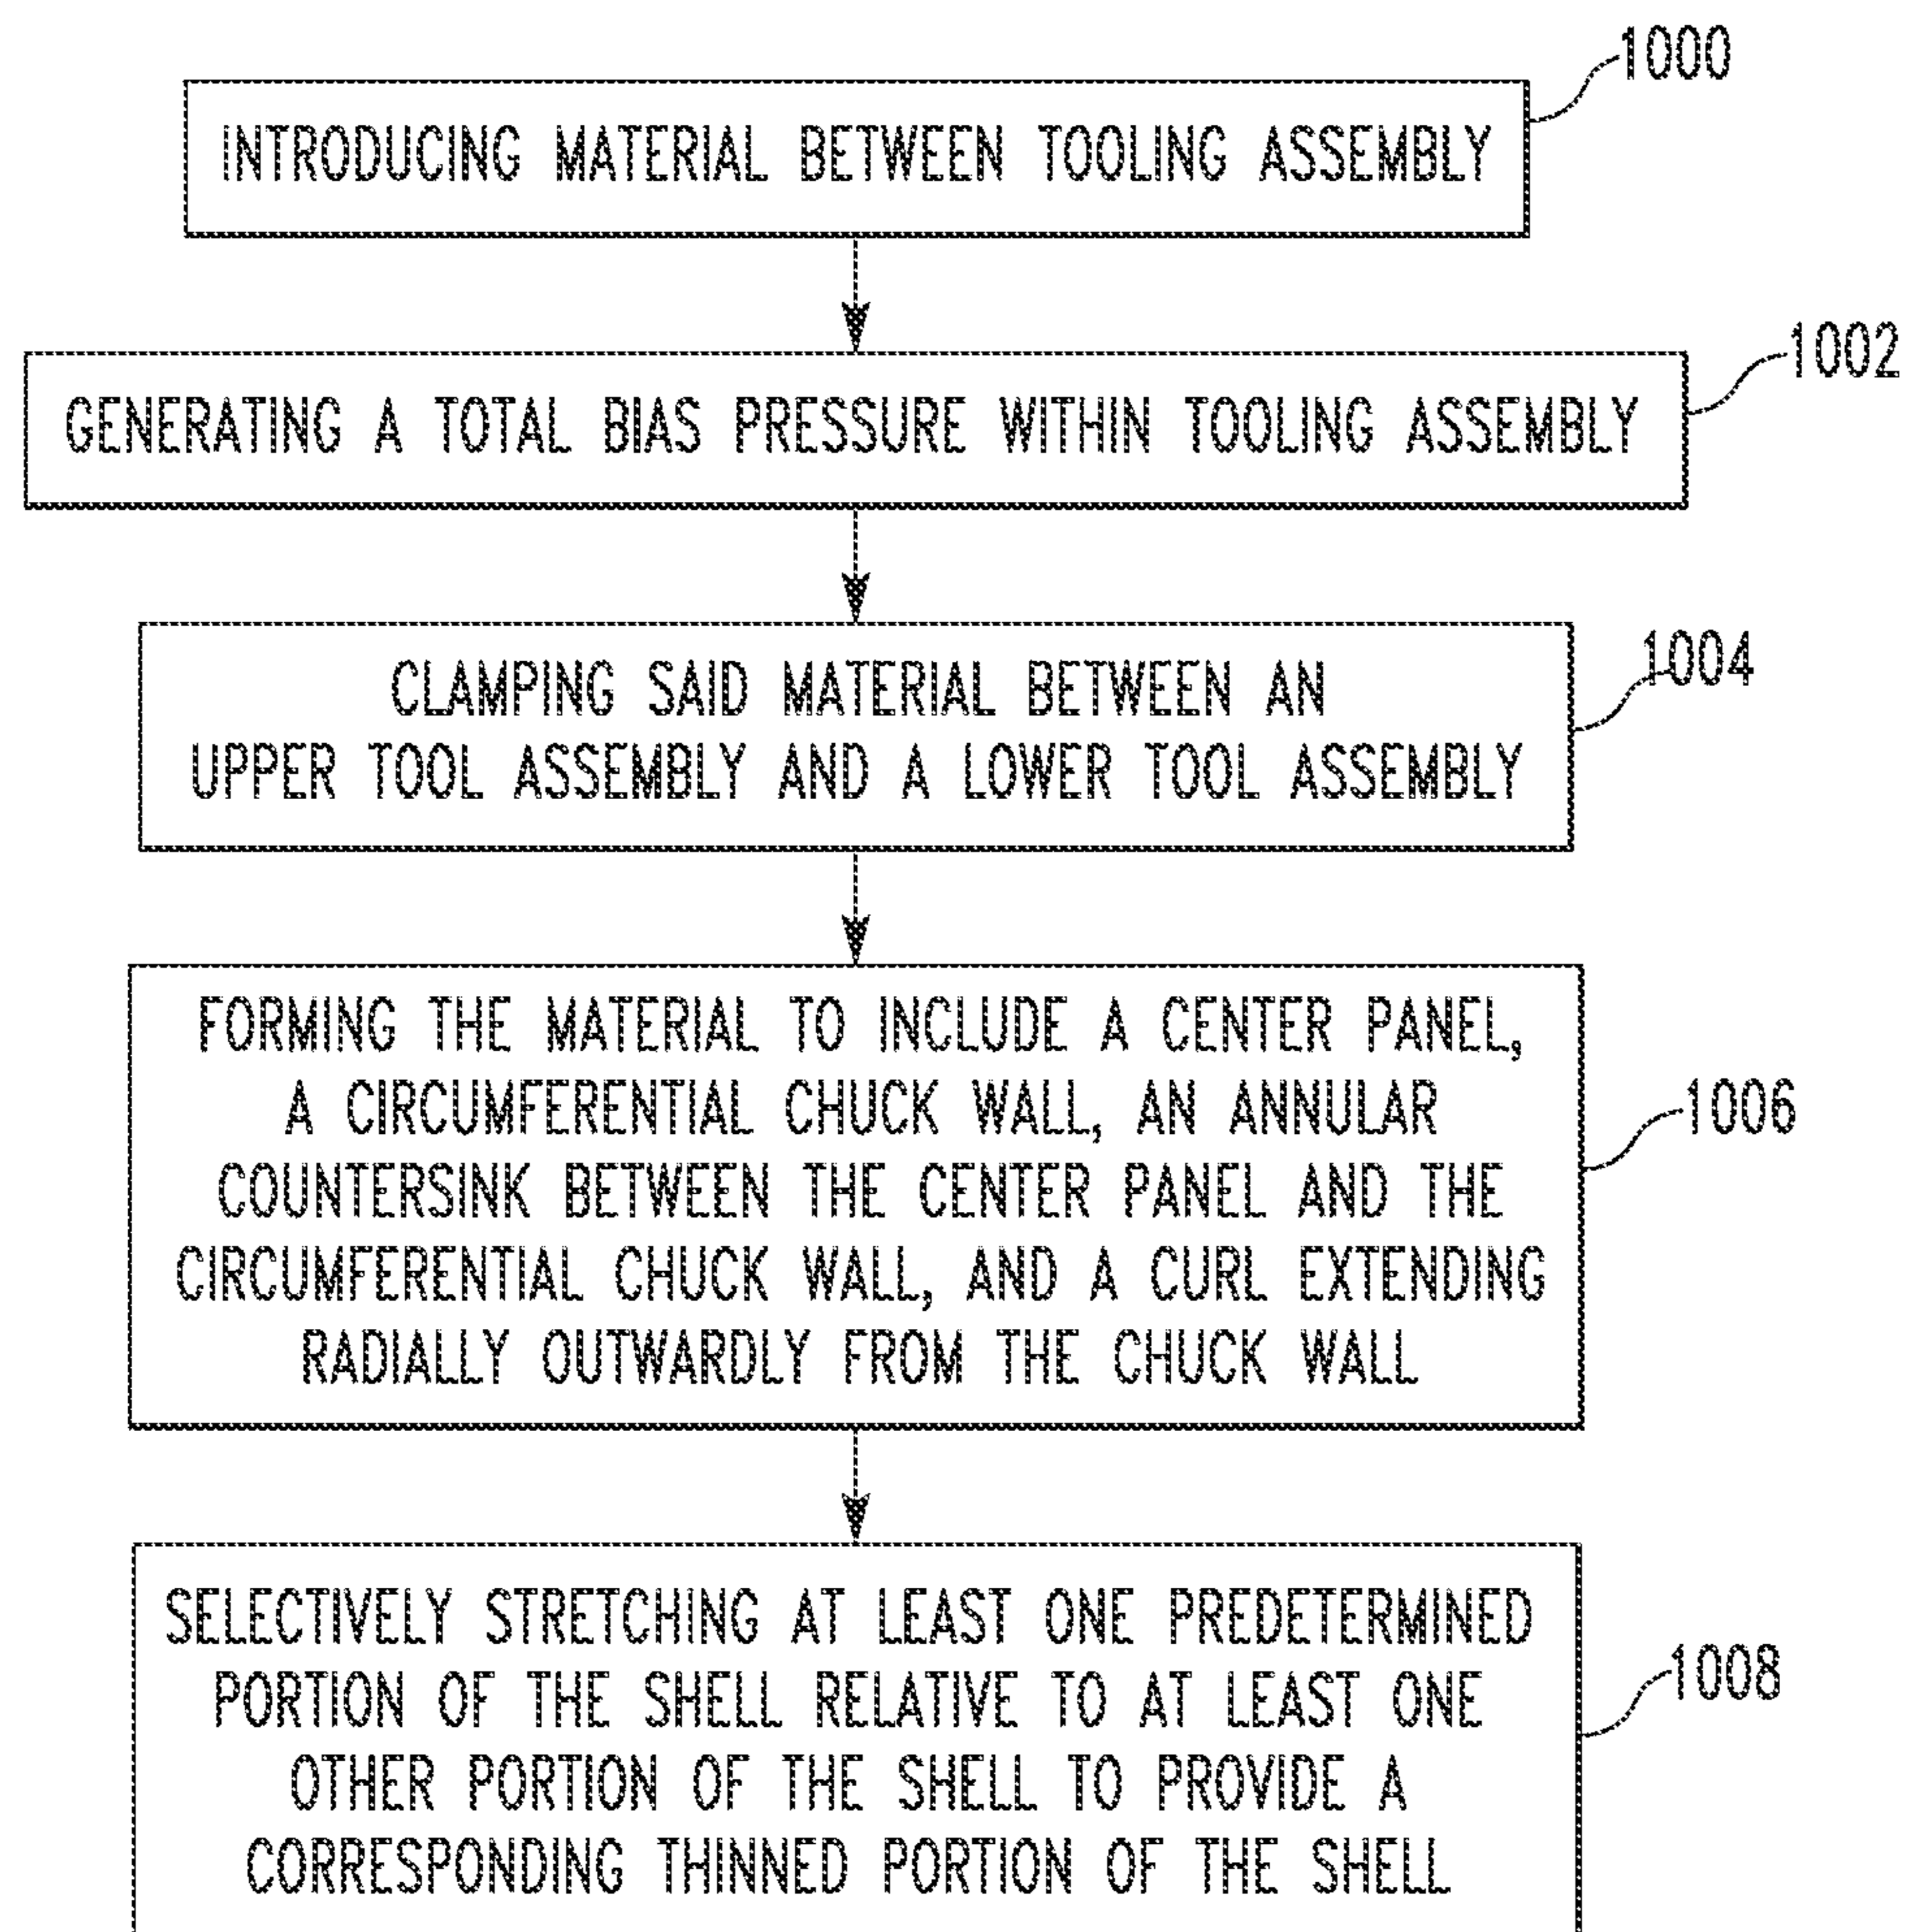 1000
INTRODUCING MATERIAL BETWEEN TOOLING ASSEMBLY
1002
GENERATING A TOTAL BIAS PRESSURE WITHIN TOOLING ASSEMBLY
1004
CLAMPING SAID MATERIAL BETWEEN AN
UPPER TOOL ASSEMBLY AND A LOWER TOOL ASSEMBLY
FORMING THE MATERIAL TO INCLUDE A CENTER PANEL,
A CIRCUMFERENTIAL CHUCK WALL, AN ANNULAR
1006
COUNTERSINK BETWEEN THE CENTER PANEL AND THE
CIRCUMFERENTIAL CHUCK WALL, AND A CURL EXTENDING
RADIALLY OUTWARDLY FROM THE CHUCK WALL
SELECTIVELY STRETCHING AT LEAST ONE PREDETERMINED
PORTION OF THE SHELL RELATIVE TO AT LEAST ONE
1008
OTHER PORTION OF THE SHELL TO PROVIDE A
CORRESPONDING THINNED PORTION OF THE SHELL